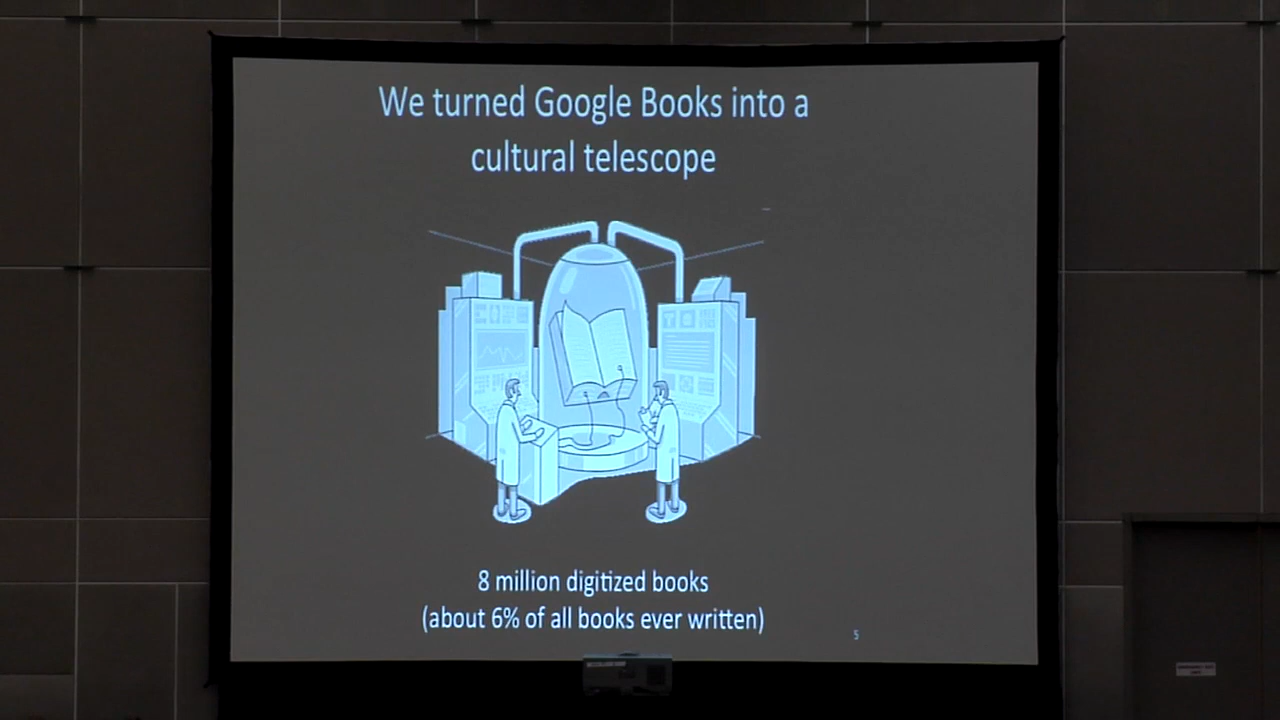 We turned Google Books into a
cultural telescope
8 million digitized books
(about 6% of all books ever written)
5